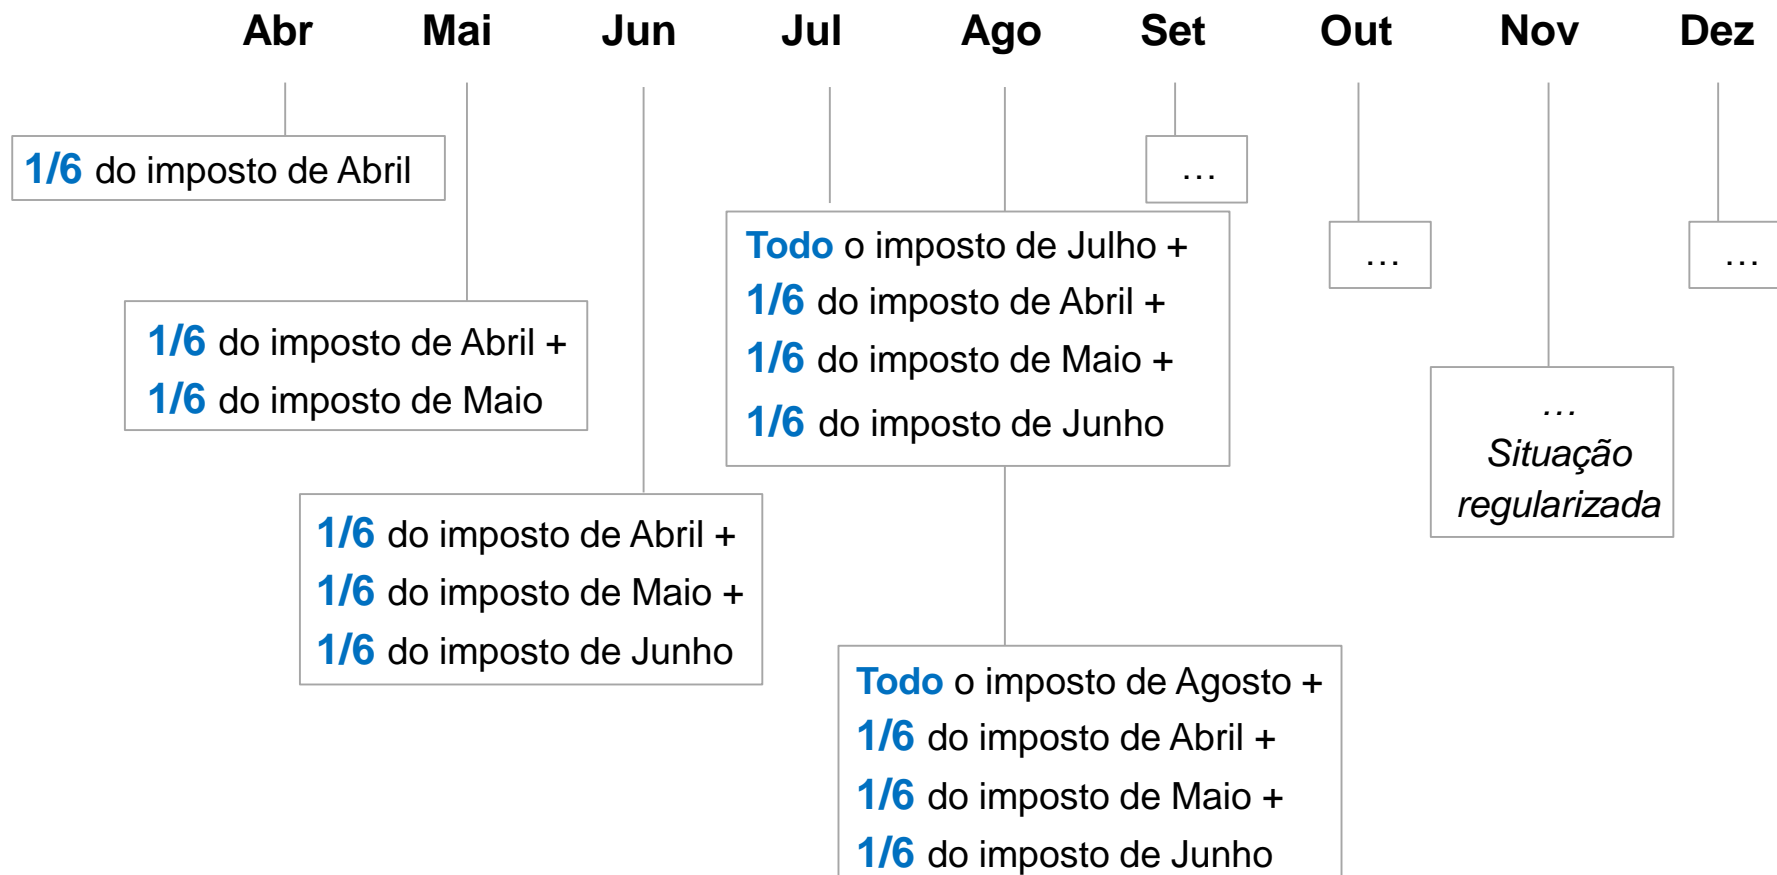 Abr Mai Jun Jul Ago Set Out Nov Dez
1/6 do imposto de Abril
1/6 do imposto de Abril +
1/6 do imposto de Maio
1/6 do imposto de Abril +
1/6 do imposto de Maio +
1/6 do imposto de Junho
Todo o imposto de Julho +
1/6 do imposto de Abril +
1/6 do imposto de Maio +
1/6 do imposto de Junho
Todo o imposto de Agosto +
1/6 do imposto de Abril +
1/6 do imposto de Maio +
1/6 do imposto de Junho
...
...
...
Situação
regularizada
...